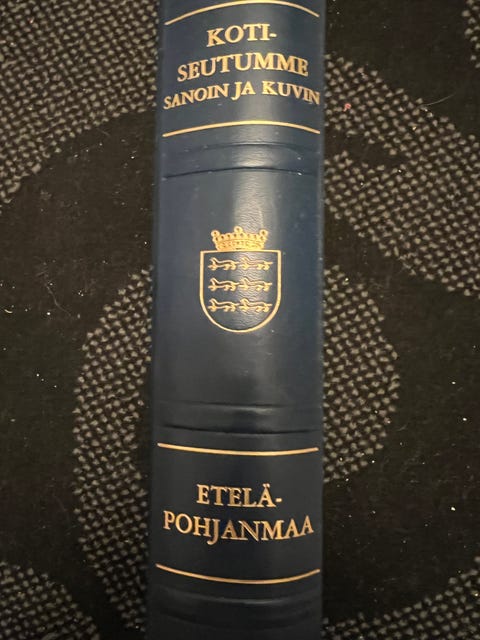 KOTI-
SEUTUMME
SANOIN JA KUVIN
ETELÄ-
POHJANMAA